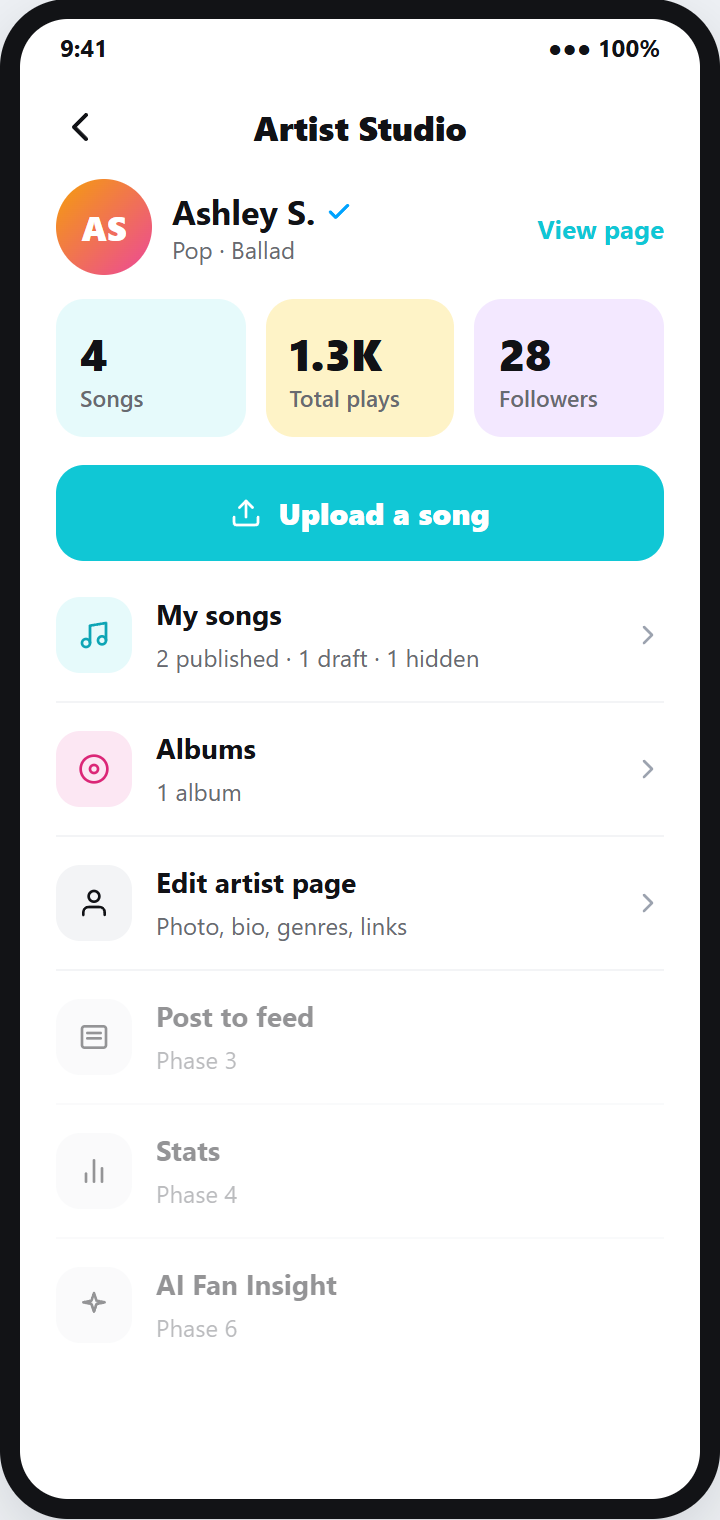 9:41
●●● 100%
Artist Studio
AS
Ashley S.
Pop · Ballad
View page
4
Songs
1.3K
Total plays
28
Followers
Upload a song
My songs
2 published · 1 draft · 1 hidden
Albums
1 album
Edit artist page
Photo, bio, genres, links
Post to feed
Phase 3
Stats
Phase 4
AI Fan Insight
Phase 6